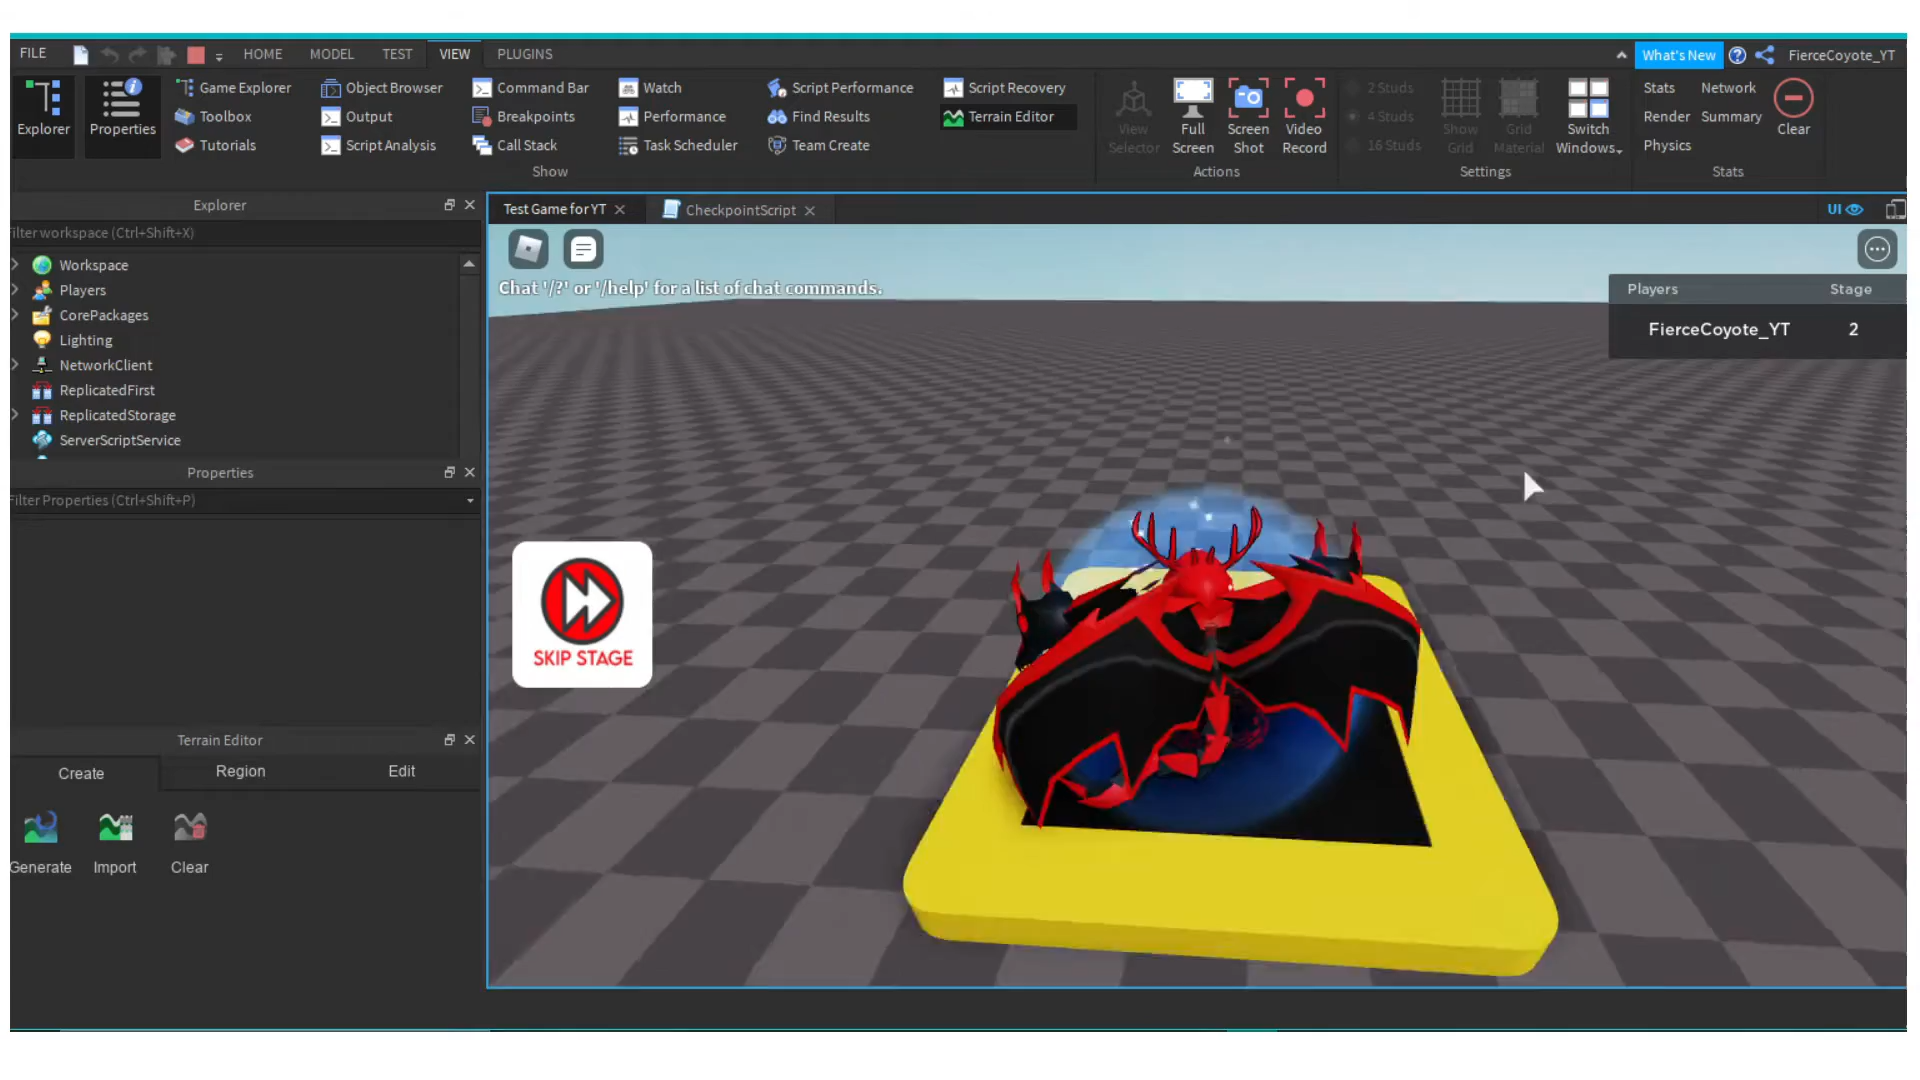 FILE HOME MODEL TEST VIEW PLUGINS What's New FierceCoyote_YT
Game Explorer Object Browser Command Bar Watch Script Performance Script Recovery 2 Studs Stats Network
Toolbox Output Breakpoints Performance Find Results Terrain Editor 4 Studs Render Summary
Explorer Properties View Selector Full Screen Screen Shot Video Record Show Grid Grid Material Switch Windows Clear
Tutorials Script Analysis Call Stack Task Scheduler Team Create 16 Studs Physics
Show Actions Settings Stats
Explorer
Test Game for YT CheckpointScript UI
ilter workspace (Ctrl+Shift+X)
Workspace
Players
CorePackages
Lighting
NetworkClient
ReplicatedFirst
ReplicatedStorage
ServerScriptService
Properties
ilter Properties (Ctrl+Shift+P)
Terrain Editor
Create Region Edit
Generate Import Clear
Chat '/?' or '/help' for a list of chat commands.
Players Stage
FierceCoyote_YT 2
SKIP STAGE